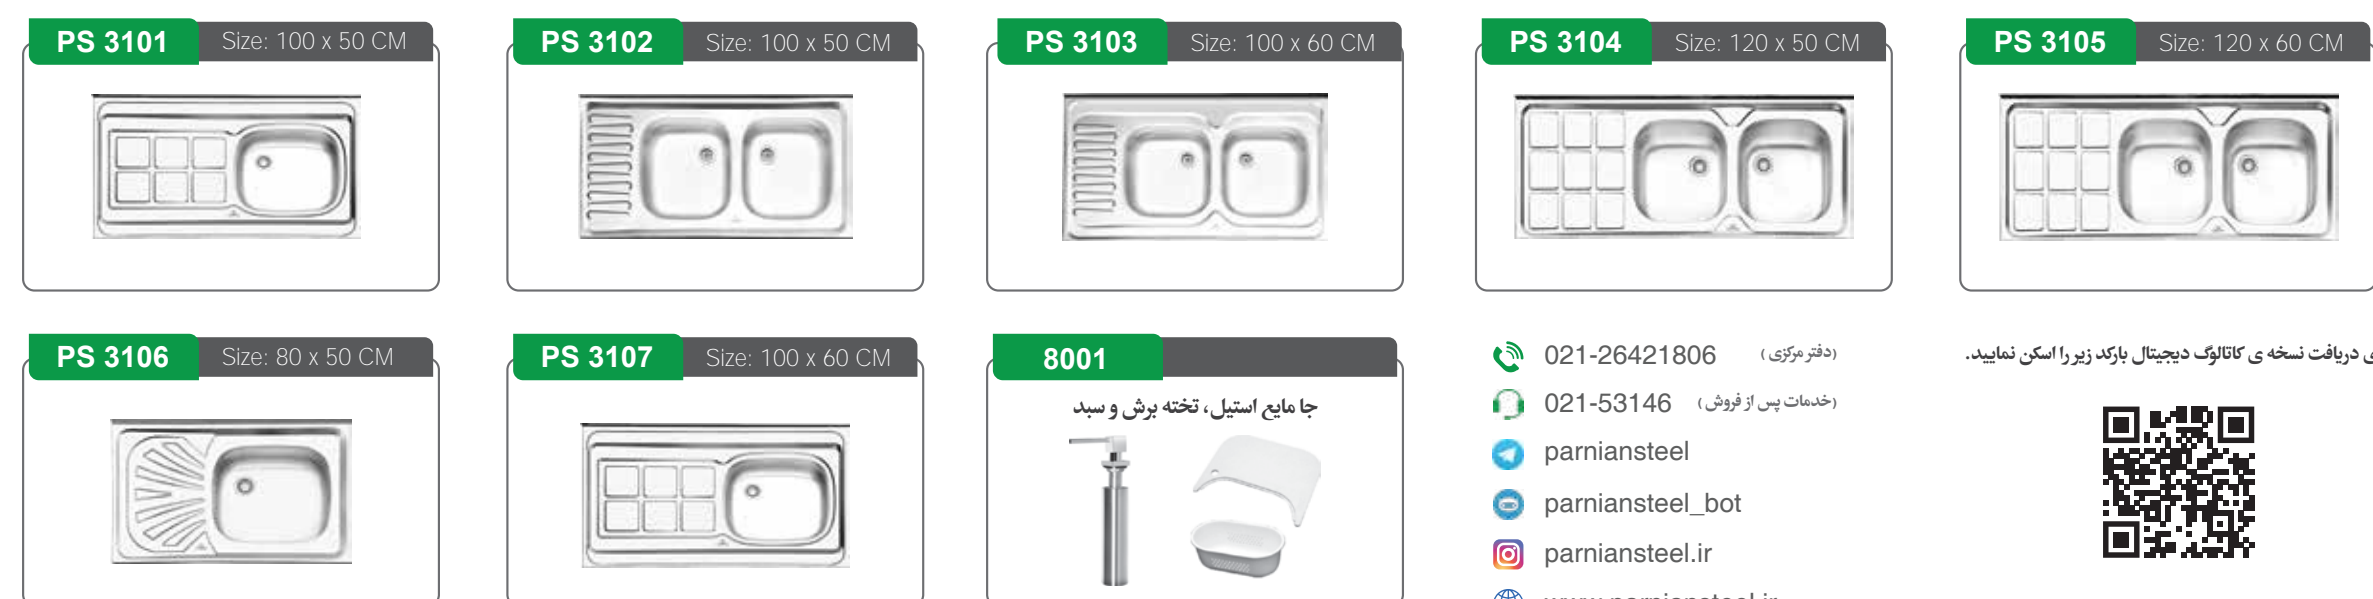 PS 3101 Size: 100 x 50 CM
PS 3102 Size: 100 x 50 CM
PS 3103 Size: 100 x 60 CM
PS 3104 Size: 120 x 50 CM
PS 3105 Size: 120 x 60 CM
PS 3106 Size: 80 x 50 CM
PS 3107 Size: 100 x 60 CM
8001
جا مایع استیل، تخته برش و سبد
021-26421806 (دفتر مرکزی)
021-53146 (خدمات پس از فروش)
parniansteel
parniansteel_bot
parniansteel.ir
www.parniansteel.ir
دریافت نسخه ی کاتالوگ دیجیتال بارکد زیر را اسکن نمایید.